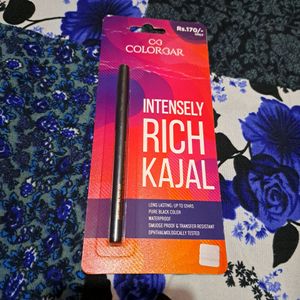 Rs.170/-
COLORBAR
INTENSELY
RICH
KAJAL
LONG LASTING: UP TO 12HRS
PURE BLACK COLOR
WATERPROOF
SMUDGE PROOF & TRANSFER RESISTANT
OPHTHALMOLOGICALLY TESTED